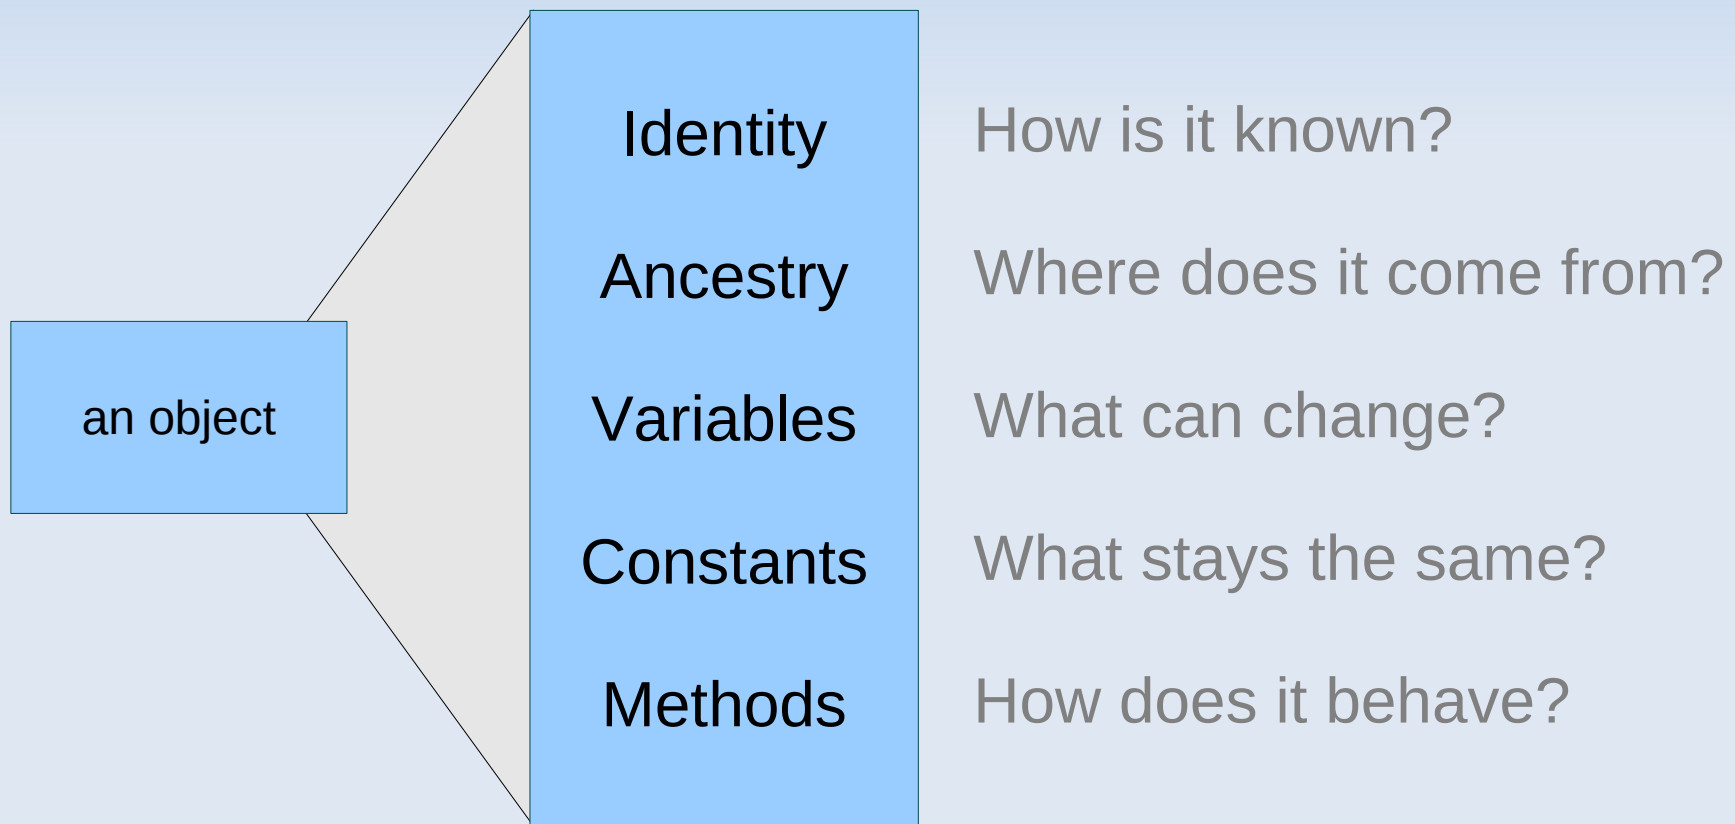 an object
Identity
How is it known?
Ancestry
Where does it come from?
Variables
What can change?
Constants
What stays the same?
Methods
How does it behave?